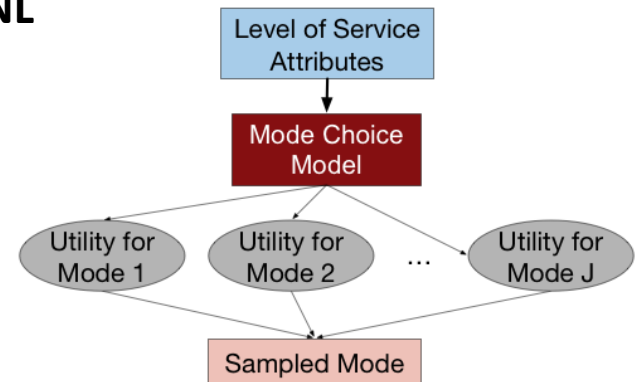 NL
Level of Service
Attributes
Mode Choice
Model
Utility for
Mode 1
Utility for
Mode 2
...
Utility for
Mode J
Sampled Mode